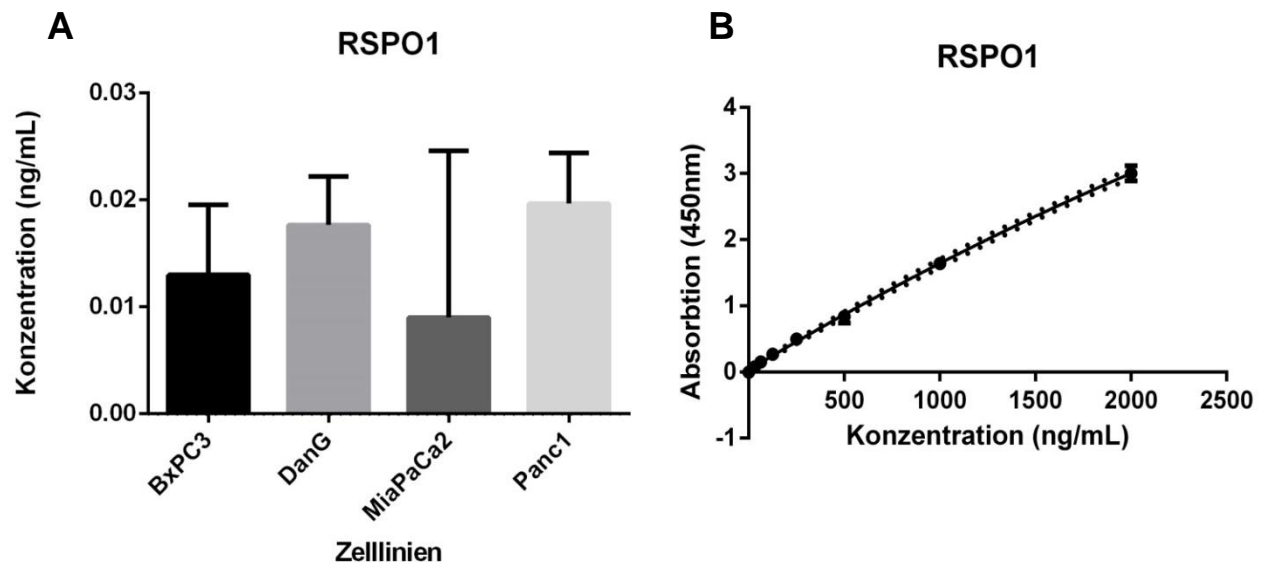 A
RSPO1
Konzentration (ng/mL)
0.03
0.02
0.01
0.00
BxPC3
DanG
MiaPaCa2
Panc1
Zelllinien
B
RSPO1
Absorbtion (450nm)
4
3
2
1
0
-1
500
1000
1500
2000
2500
Konzentration (ng/mL)